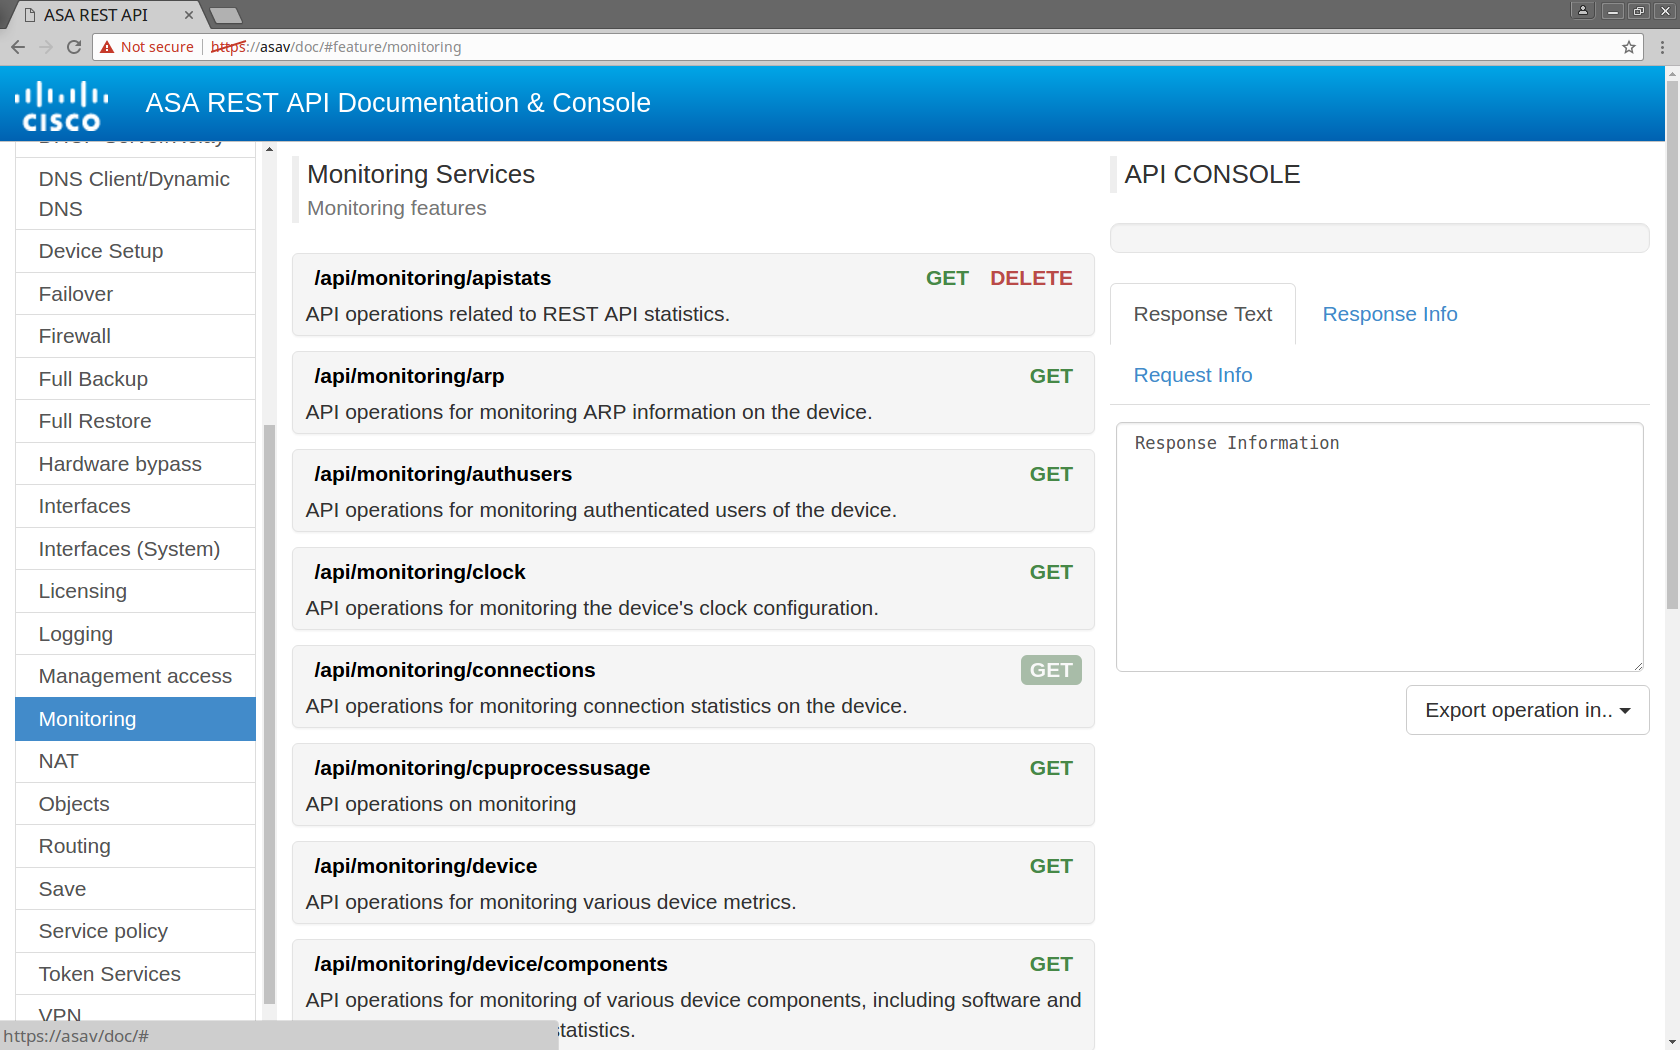 ASA REST API
Not secure
https://asav/doc/#feature/monitoring
CISCO
ASA REST API Documentation & Console
DNS Client/Dynamic
DNS
Device Setup
Failover
Firewall
Full Backup
Full Restore
Hardware bypass
Interfaces
Interfaces (System)
Licensing
Logging
Management access
Monitoring
NAT
Objects
Routing
Save
Service policy
Token Services
VPN
https://asav/doc/#
Monitoring Services
Monitoring features
/api/monitoring/apistats GET DELETE
API operations related to REST API statistics.
/api/monitoring/arp GET
API operations for monitoring ARP information on the device.
/api/monitoring/authusers GET
API operations for monitoring authenticated users of the device.
/api/monitoring/clock GET
API operations for monitoring the device's clock configuration.
/api/monitoring/connections GET
API operations for monitoring connection statistics on the device.
/api/monitoring/cpuprocessusage GET
API operations on monitoring
/api/monitoring/device GET
API operations for monitoring various device metrics.
/api/monitoring/device/components GET
API operations for monitoring of various device components, including software and
statistics.
API CONSOLE
Response Text
Response Info
Request Info
Response Information
Export operation in..